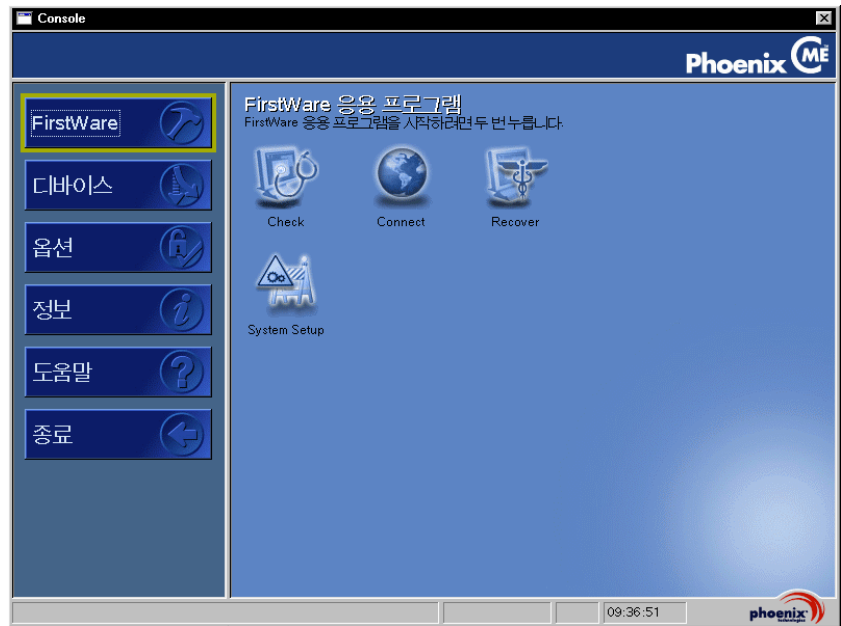 Console
Phoenix CME
FirstWare
디바이스
옵션
정보
도움말
종료
FirstWare 응용 프로그램
FirstWare 응용 프로그램을 시작하려면 두 번 누릅니다.
Check
Connect
Recover
System Setup
09:36:51
phoenix
technologies